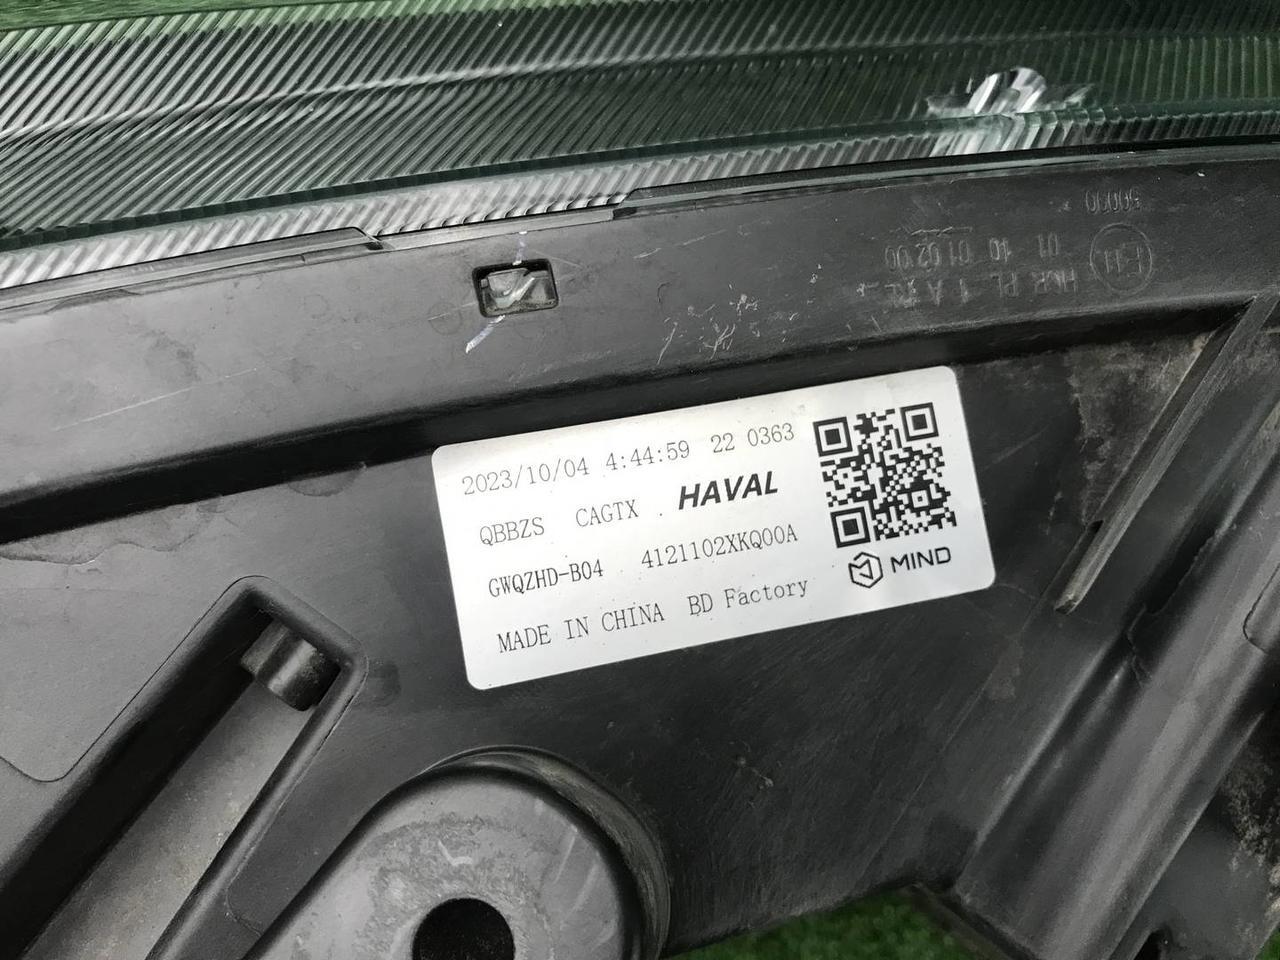 2023/10/04 4:44:59 22 0363
QBBZS CAGTX . HAVAL
GWQZHD-B04 4121102XKQ00A
MADE IN CHINA BD Factory
MIND